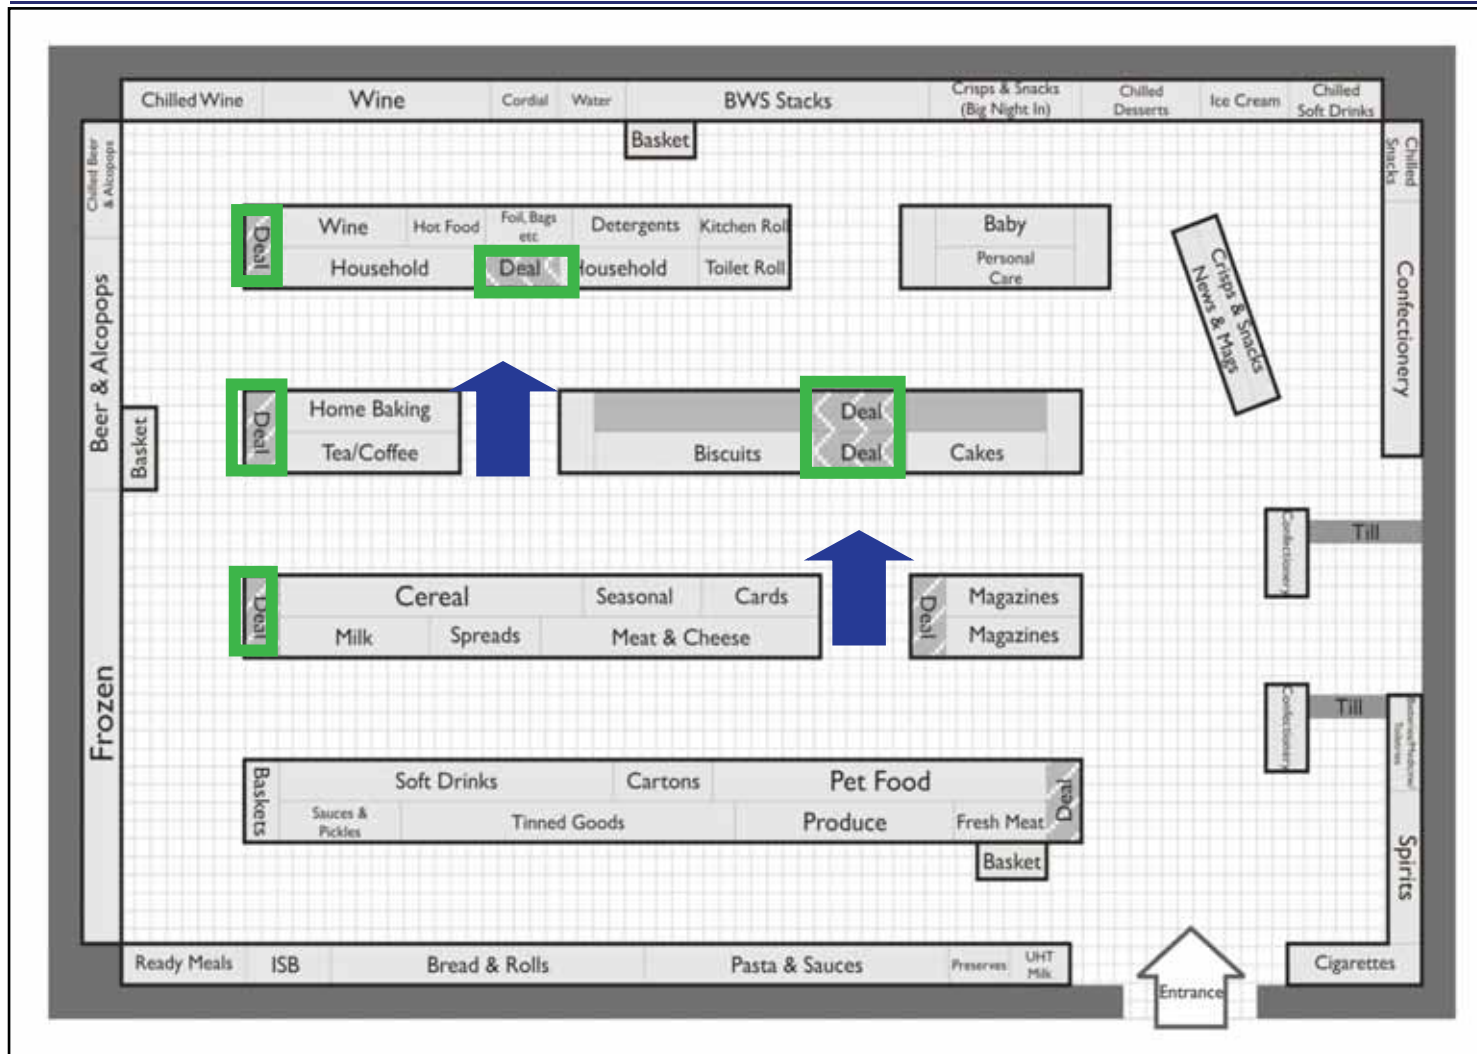 Chilled Wine
Wine
Cordial
Water
BWS Stacks
Crisps & Snacks
(Big Night In)
Chilled
Desserts
Ice Cream
Chilled
Soft Drinks
Basket
Chilled Beer
& Alcopops
Chilled
Snacks
Deal
Wine
Hot Food
Foil, Bags
etc
Detergents
Kitchen Roll
Household
Deal
Household
Toilet Roll
Baby
Personal
Care
Crisps & Snacks
News & Mags
Confectionery
Beer & Alcopops
Basket
Deal
Home Baking
Tea/Coffee
Deal
Biscuits
Deal
Cakes
Confectionery
Till
Deal
Cereal
Seasonal
Cards
Milk
Spreads
Meat & Cheese
Deal
Magazines
Magazines
Frozen
Confectionery
Till
Toiletries
Baskets
Soft Drinks
Cartons
Pet Food
Deal
Sauces &
Pickles
Tinned Goods
Produce
Fresh Meat
Basket
Spirits
Ready Meals
ISB
Bread & Rolls
Pasta & Sauces
Preserves
UHT
Milk
Entrance
Cigarettes